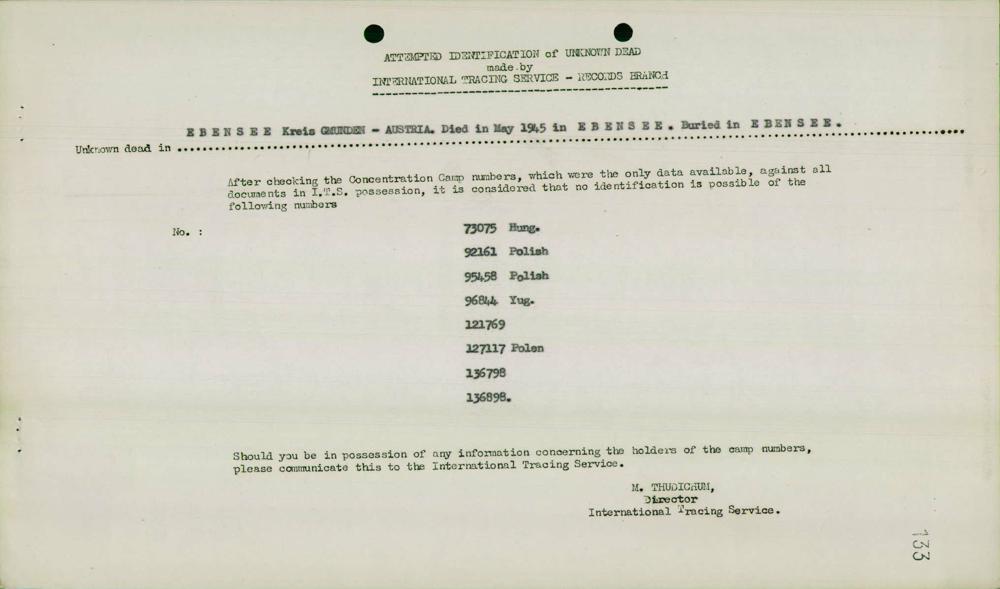 ATTEMPTED IDENTIFICATION of UNKNOWN DEAD
made by
INTERNATIONAL TRACING SERVICE - RECORDS BRANCH
E B E N S E E Kreis GMUNDEN - AUSTRIA. Died in May 1945 in E B E N S E E . Buried in E B E N S E E .
Unknown dead in
After checking the Concentration Camp numbers, which were the only data available, against all
documents in I.T.S. possession, it is considered that no identification is possible of the
following numbers
No. : 73075 Hung.
92161 Polish
95458 Polish
96844 Yug.
121769
127117 Polen
136798
136898.
Should you be in possession of any information concerning the holders of the camp numbers,
please communicate this to the International Tracing Service.
M. THUDICHUM,
Director
International Tracing Service.
133